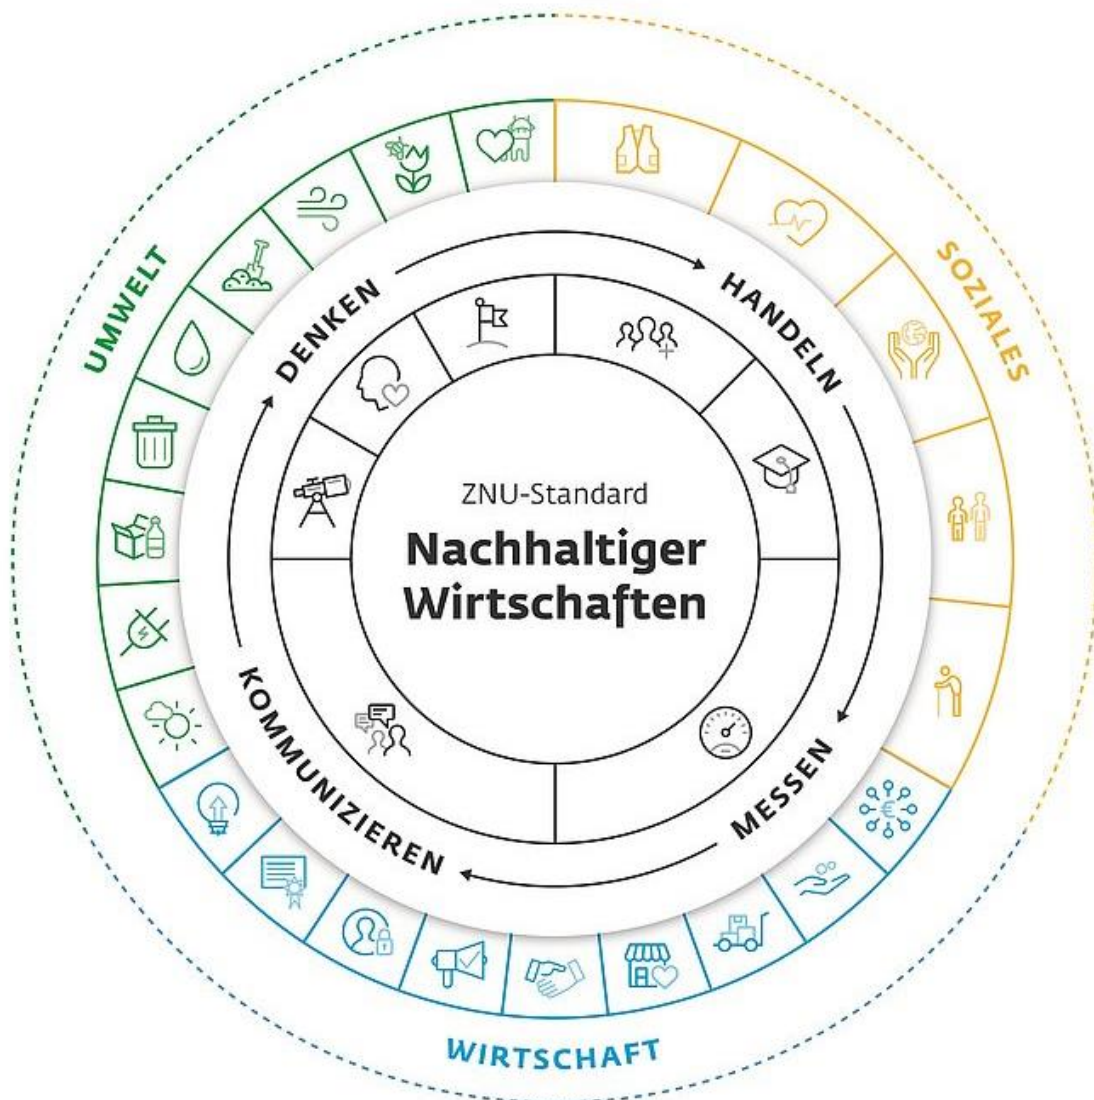 UMWELT
SOZIALES
DENKEN
HANDELN
ZNU-Standard
Nachhaltiger
Wirtschaften
KOMMUNIZIEREN
MESSEN
€
WIRTSCHAFT